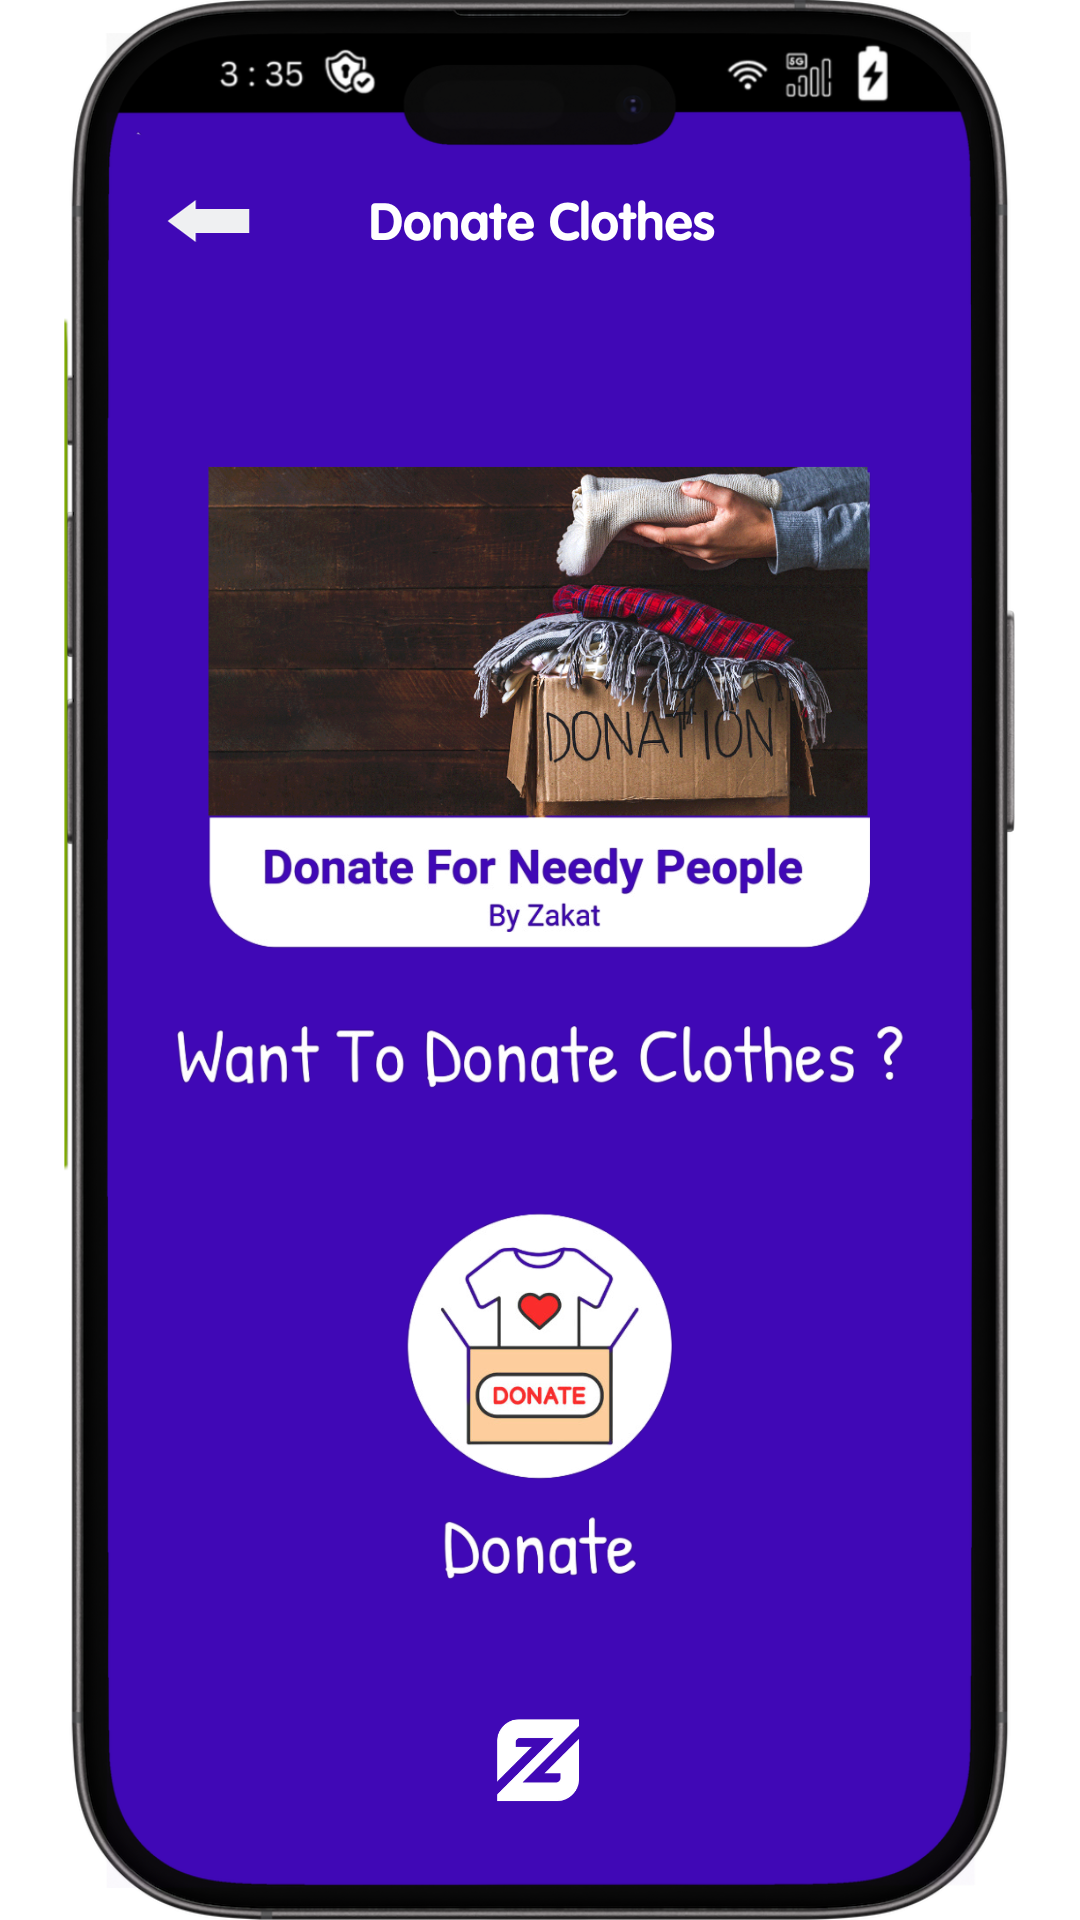 3 : 35
5G
Donate Clothes
DONATION
Donate For Needy People
By Zakat
Want To Donate Clothes ?
DONATE
Donate
Z